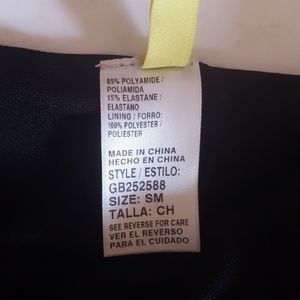 85% POLYAMIDE /
POLIAMIDA
15% ELASTANE /
ELASTANO
LINING / FORRO:
100% POLYESTER /
POLIÉSTER
MADE IN CHINA
HECHO EN CHINA
STYLE / ESTILO:
GB252588
SIZE: SM
TALLA: CH
SEE REVERSE FOR CARE
VER EL REVERSO
PARA EL CUIDADO